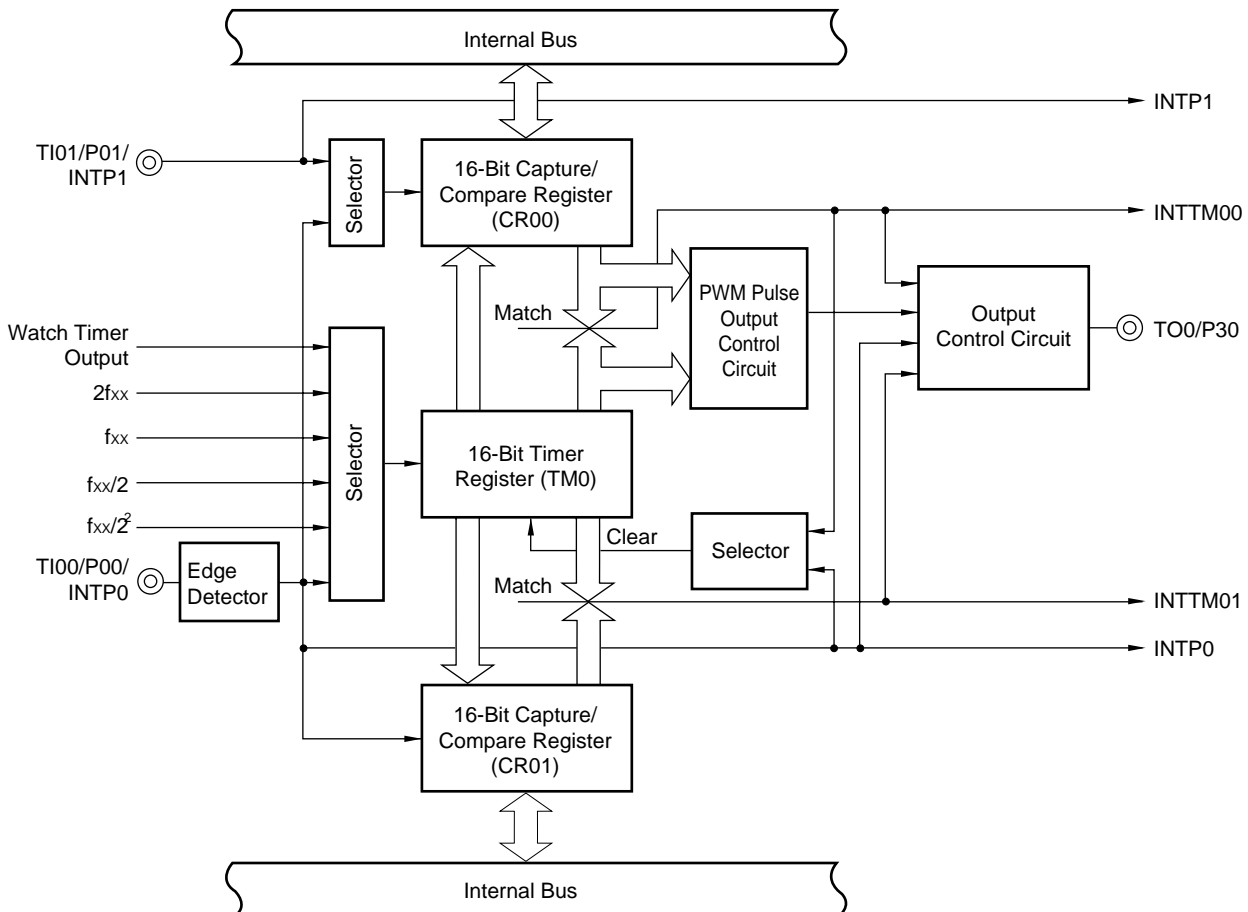 Internal Bus
INTP1
TI01/P01/
INTP1
Selector
16-Bit Capture/
Compare Register
(CR00)
INTTM00
Match
PWM Pulse
Output
Control
Circuit
Output
Control Circuit
TO0/P30
Watch Timer
Output
2fxx
fxx
fxx/2
fxx/2²
Selector
16-Bit Timer
Register (TM0)
TI00/P00/
INTP0
Edge
Detector
Clear
Selector
Match
INTTM01
INTP0
16-Bit Capture/
Compare Register
(CR01)
Internal Bus